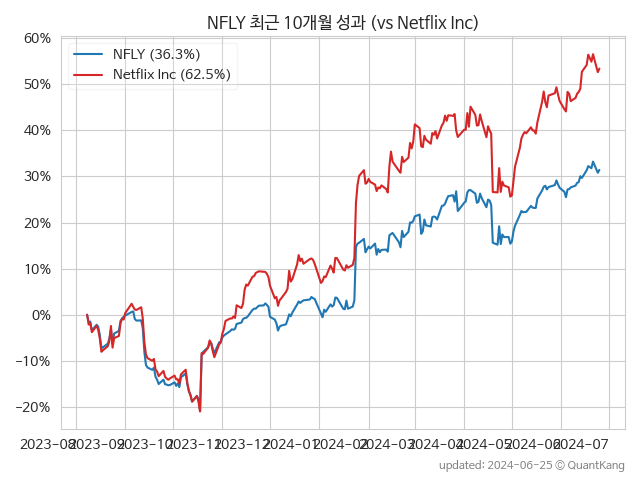 NFLY 최근 10개월 성과 (vs Netflix Inc)
NFLY (36.3%)
Netflix Inc (62.5%)
60%
50%
40%
30%
20%
10%
0%
−10%
−20%
2023−08 2023−09 2023−10 2023−11 2023−12 2024−01 2024−02 2024−03 2024−04 2024−05 2024−06 2024−07
updated: 2024-06-25 © QuantKang